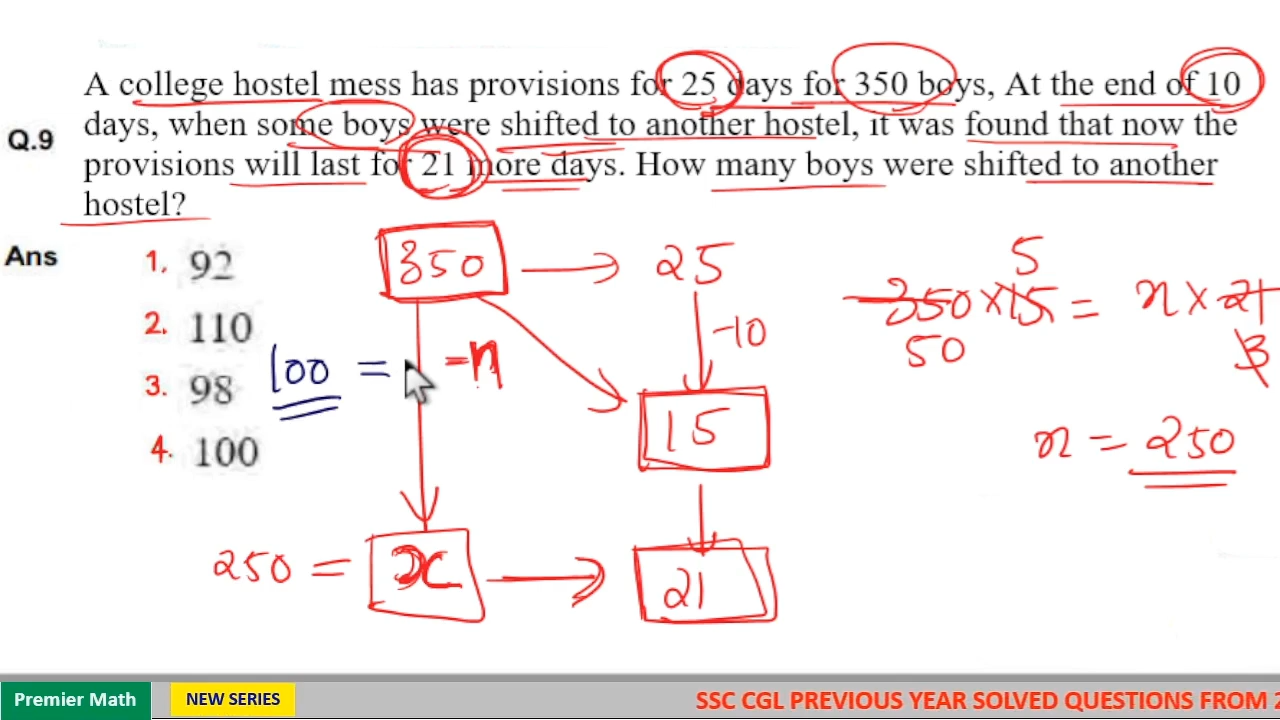 A college hostel mess has provisions for 25 days for 350 boys, At the end of 10
Q.9 days, when some boys were shifted to another hostel, it was found that now the
provisions will last for 21 more days. How many boys were shifted to another
hostel?
Ans
1. 92
2. 110
3. 98
4. 100
350 → 25
-10
15
100 = -n
x → 21
250 =
5
350 × 15 = x × 21
50 3
x = 250
Premier Math NEW SERIES SSC CGL PREVIOUS YEAR SOLVED QUESTIONS FROM 2